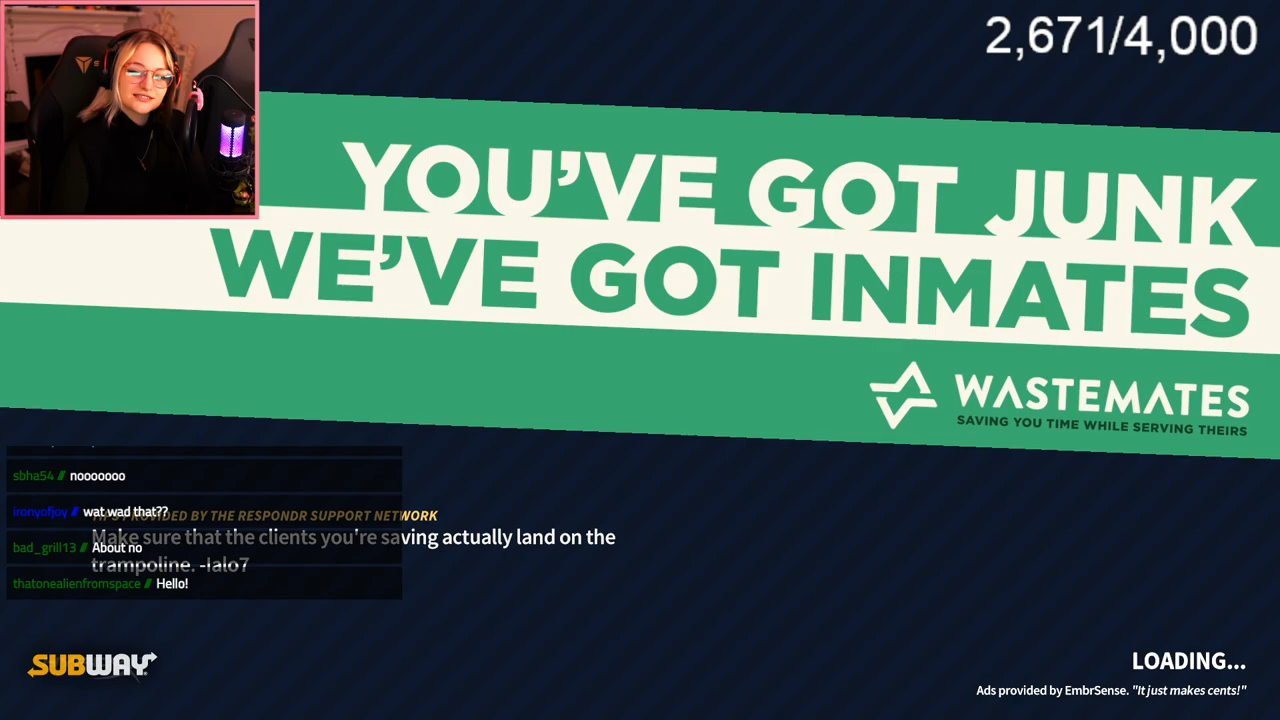 2,671/4,000
YOU'VE GOT JUNK
WE'VE GOT INMATES
WASTEMATES
SAVING YOU TIME WHILE SERVING THEIRS
sbha54 // nooooooo
ironyofjoy // wat wad that??
PROVIDED BY THE RESPONDR SUPPORT NETWORK
Make sure that the clients you're saving actually land on the
bad_grill13 // About no
trampoline. -lalo7
thatonealienfromspace // Hello!
SUBWAY
LOADING...
Ads provided by EmbrSense. "It just makes cents!"